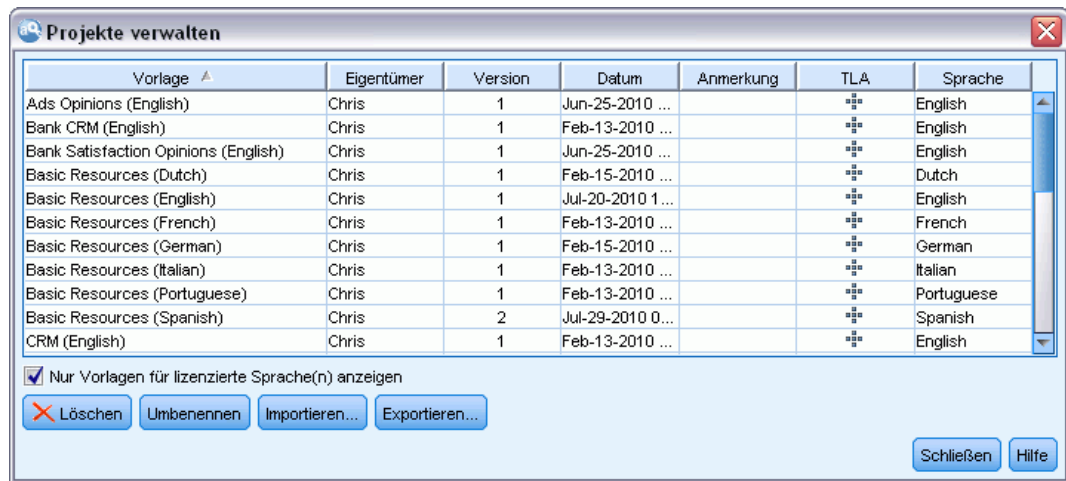 Projekte verwalten
Vorlage Eigentümer Version Datum Anmerkung TLA Sprache
Ads Opinions (English) Chris 1 Jun-25-2010 ... English
Bank CRM (English) Chris 1 Feb-13-2010 ... English
Bank Satisfaction Opinions (English) Chris 1 Jun-25-2010 ... English
Basic Resources (Dutch) Chris 1 Feb-15-2010 ... Dutch
Basic Resources (English) Chris 1 Jul-20-2010 1... English
Basic Resources (French) Chris 1 Feb-13-2010 ... French
Basic Resources (German) Chris 1 Feb-15-2010 ... German
Basic Resources (Italian) Chris 1 Feb-13-2010 ... Italian
Basic Resources (Portuguese) Chris 1 Feb-13-2010 ... Portuguese
Basic Resources (Spanish) Chris 2 Jul-29-2010 0... Spanish
CRM (English) Chris 1 Feb-13-2010 ... English
Nur Vorlagen für lizenzierte Sprache(n) anzeigen
Löschen Umbenennen Importieren... Exportieren...
Schließen Hilfe